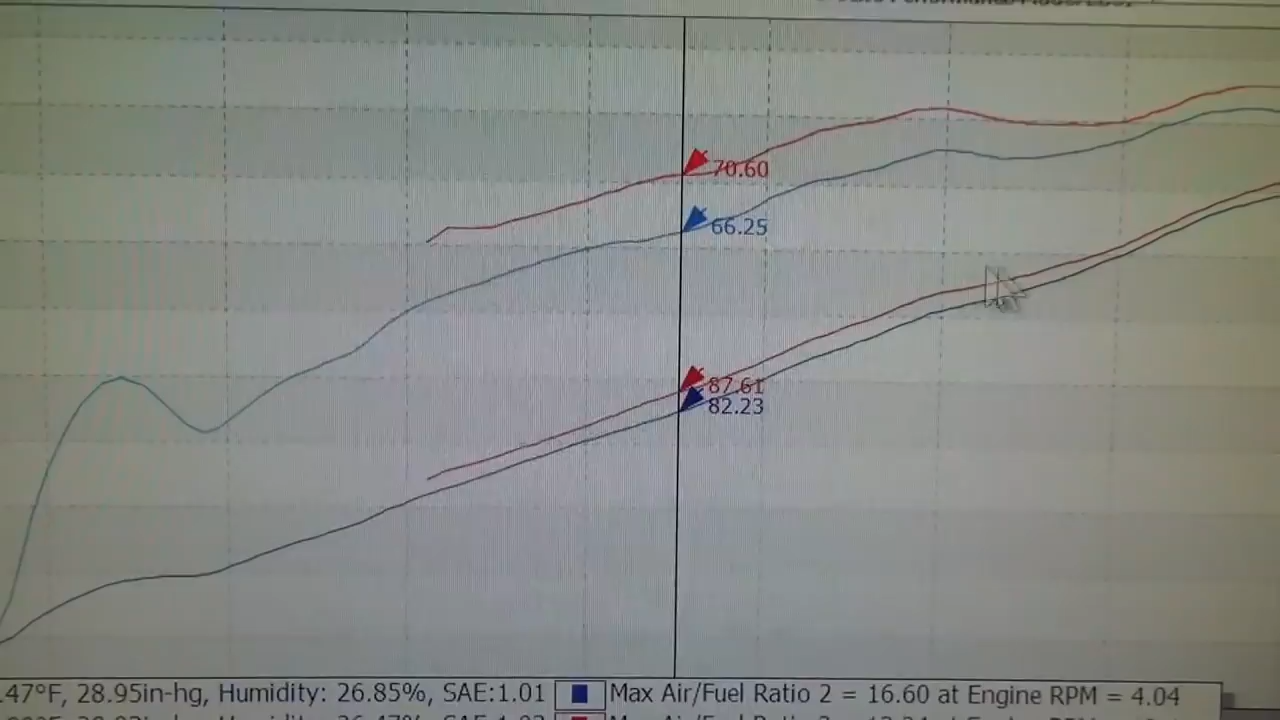 70.60
66.25
87.61
82.23
.47°F, 28.95in-hg, Humidity: 26.85%, SAE:1.01 Max Air/Fuel Ratio 2 = 16.60 at Engine RPM = 4.04